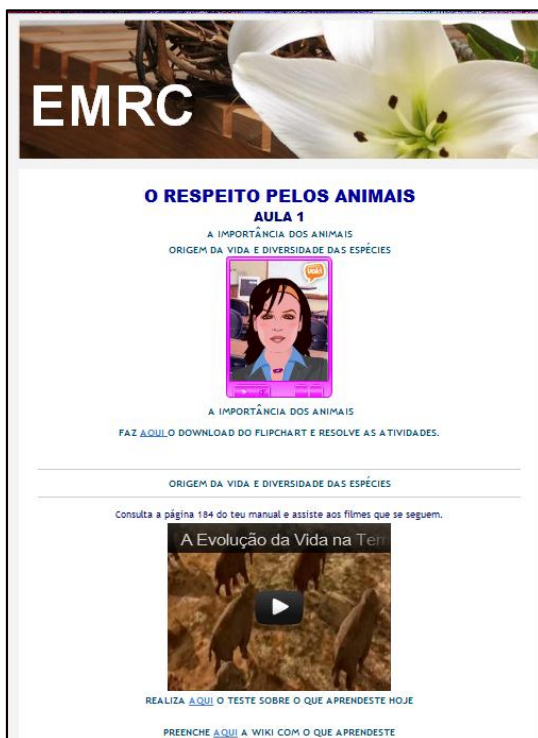 EMRC
O RESPEITO PELOS ANIMAIS
AULA 1
A IMPORTÂNCIA DOS ANIMAIS
ORIGEM DA VIDA E DIVERSIDADE DAS ESPÉCIES
Voki
A IMPORTÂNCIA DOS ANIMAIS
FAZ AQUI O DOWNLOAD DO FLIPCHART E RESOLVE AS ATIVIDADES.
ORIGEM DA VIDA E DIVERSIDADE DAS ESPÉCIES
Consulta a página 184 do teu manual e assiste aos filmes que se seguem.
A Evolução da Vida na Terr
REALIZA AQUI O TESTE SOBRE O QUE APRENDESTE HOJE
PREENCHE AQUI A WIKI COM O QUE APRENDESTE